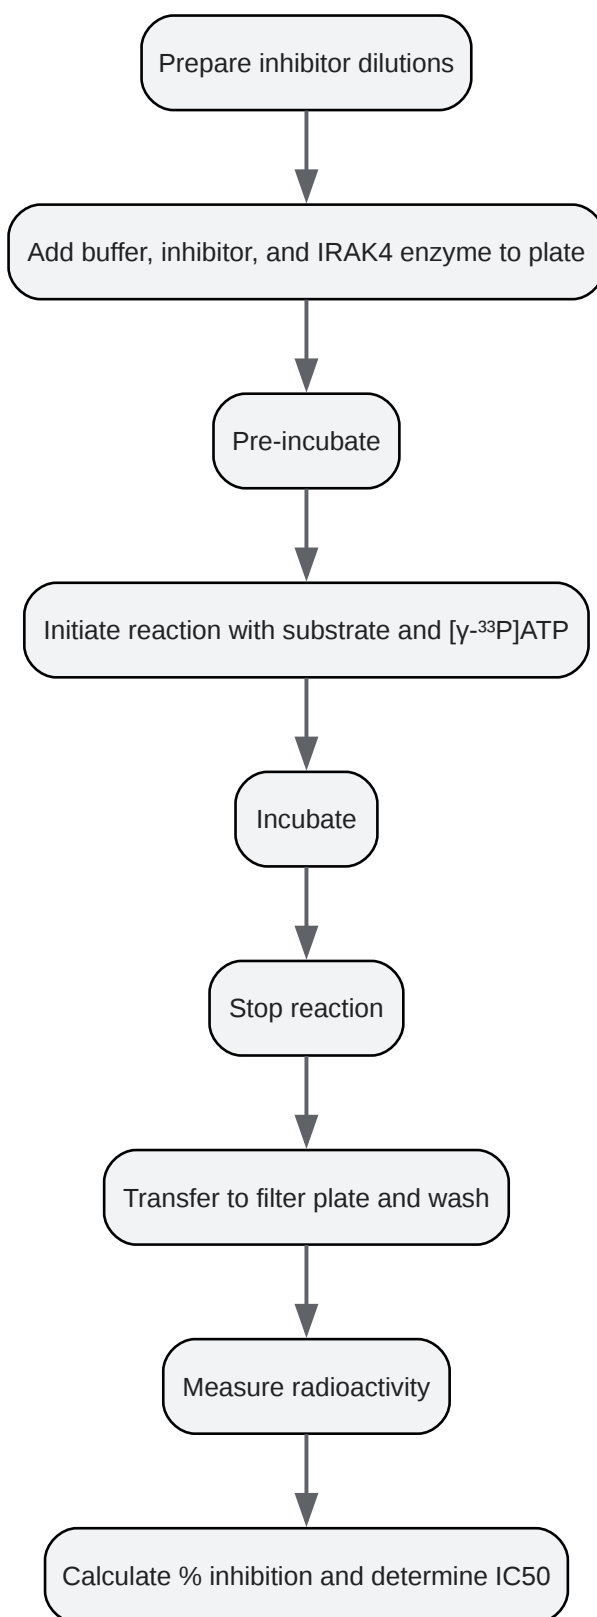 Prepare inhibitor dilutions
Add buffer, inhibitor, and IRAK4 enzyme to plate
Pre-incubate
Initiate reaction with substrate and [γ-³³P]ATP
Incubate
Stop reaction
Transfer to filter plate and wash
Measure radioactivity
Calculate % inhibition and determine IC50